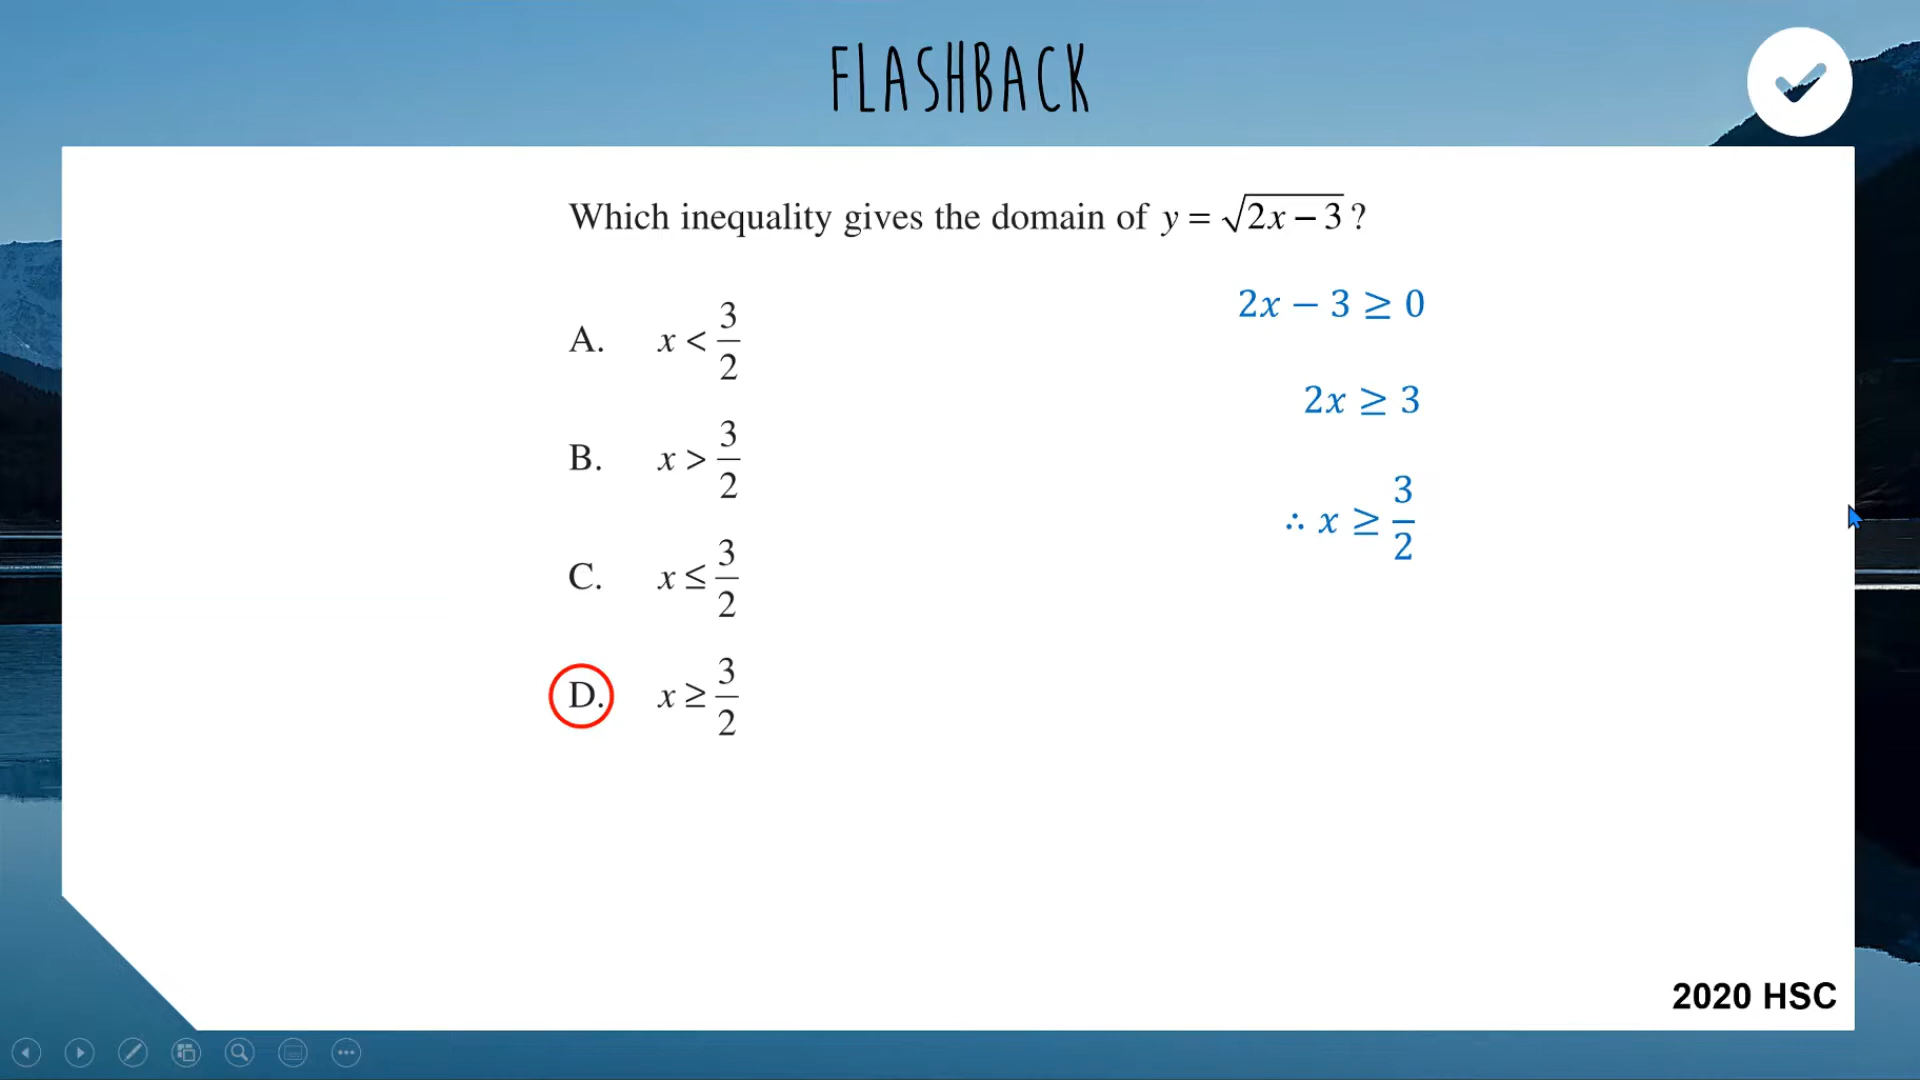 FLASHBACK
Which inequality gives the domain of y = √(2x − 3) ?
A. x < 3/2
B. x > 3/2
C. x ≤ 3/2
D. x ≥ 3/2
2x − 3 ≥ 0
2x ≥ 3
∴ x ≥ 3/2
2020 HSC